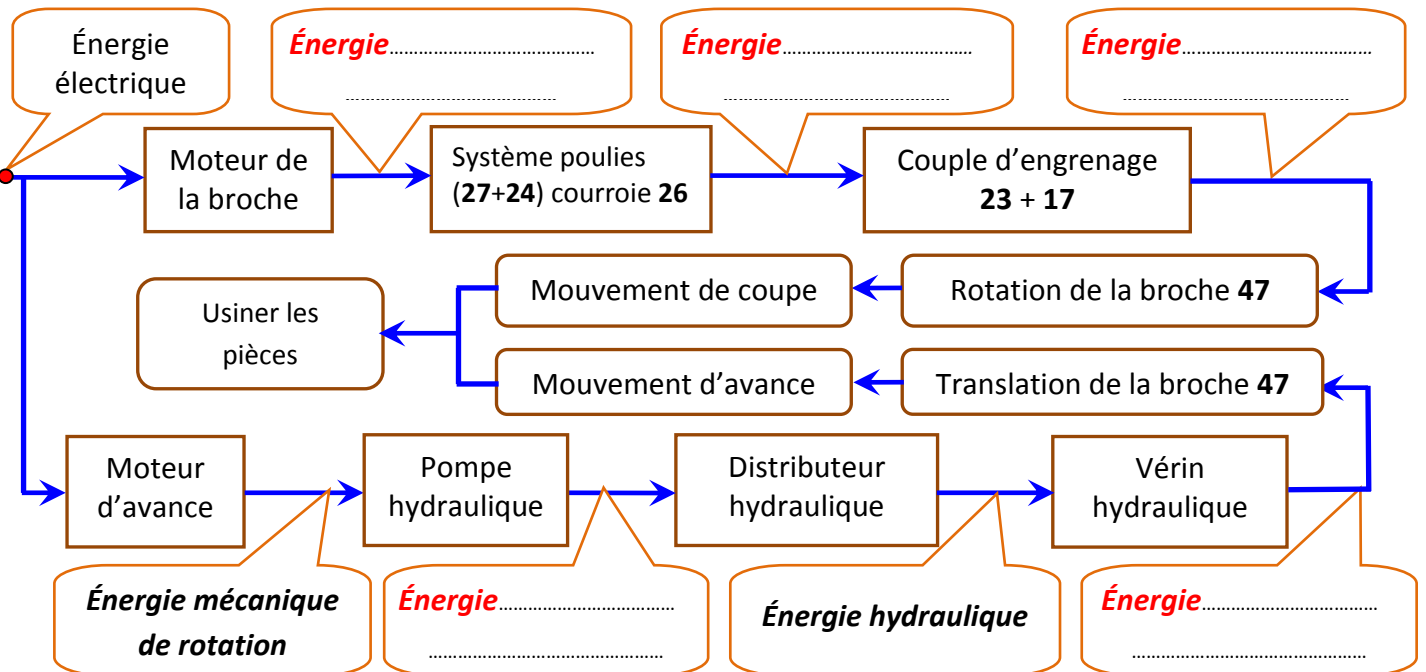 Énergie
électrique
Énergie....................................
....................................
Énergie....................................
....................................
Énergie....................................
....................................
Moteur de
la broche
Système poulies
(27+24) courroie 26
Couple d’engrenage
23 + 17
Usiner les
pièces
Mouvement de coupe
Rotation de la broche 47
Mouvement d’avance
Translation de la broche 47
Moteur
d’avance
Pompe
hydraulique
Distributeur
hydraulique
Vérin
hydraulique
Énergie mécanique
de rotation
Énergie....................................
....................................
Énergie hydraulique
Énergie....................................
....................................